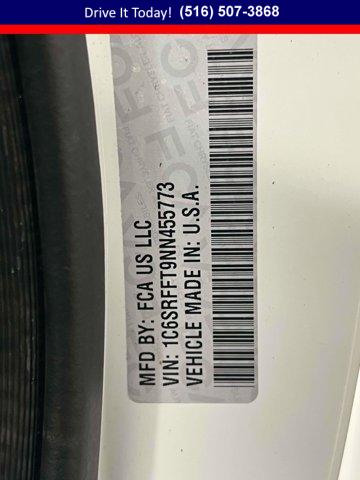 Drive It Today! (516) 507-3868
MFD BY: FCA US LLC
VIN: 1C6SRFFT9NN455773
VEHICLE MADE IN: U.S.A.